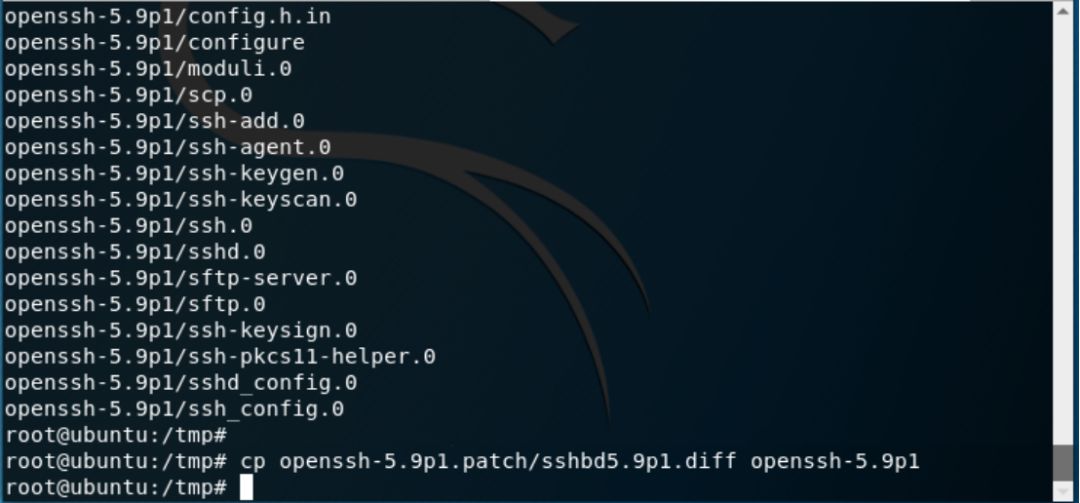 openssh-5.9p1/config.h.in
openssh-5.9p1/configure
openssh-5.9p1/moduli.0
openssh-5.9p1/scp.0
openssh-5.9p1/ssh-add.0
openssh-5.9p1/ssh-agent.0
openssh-5.9p1/ssh-keygen.0
openssh-5.9p1/ssh-keyscan.0
openssh-5.9p1/ssh.0
openssh-5.9p1/sshd.0
openssh-5.9p1/sftp-server.0
openssh-5.9p1/sftp.0
openssh-5.9p1/ssh-keysign.0
openssh-5.9p1/ssh-pkcs11-helper.0
openssh-5.9p1/sshd_config.0
openssh-5.9p1/ssh_config.0
root@ubuntu:/tmp#
root@ubuntu:/tmp# cp openssh-5.9p1.patch/sshbd5.9p1.diff openssh-5.9p1
root@ubuntu:/tmp#